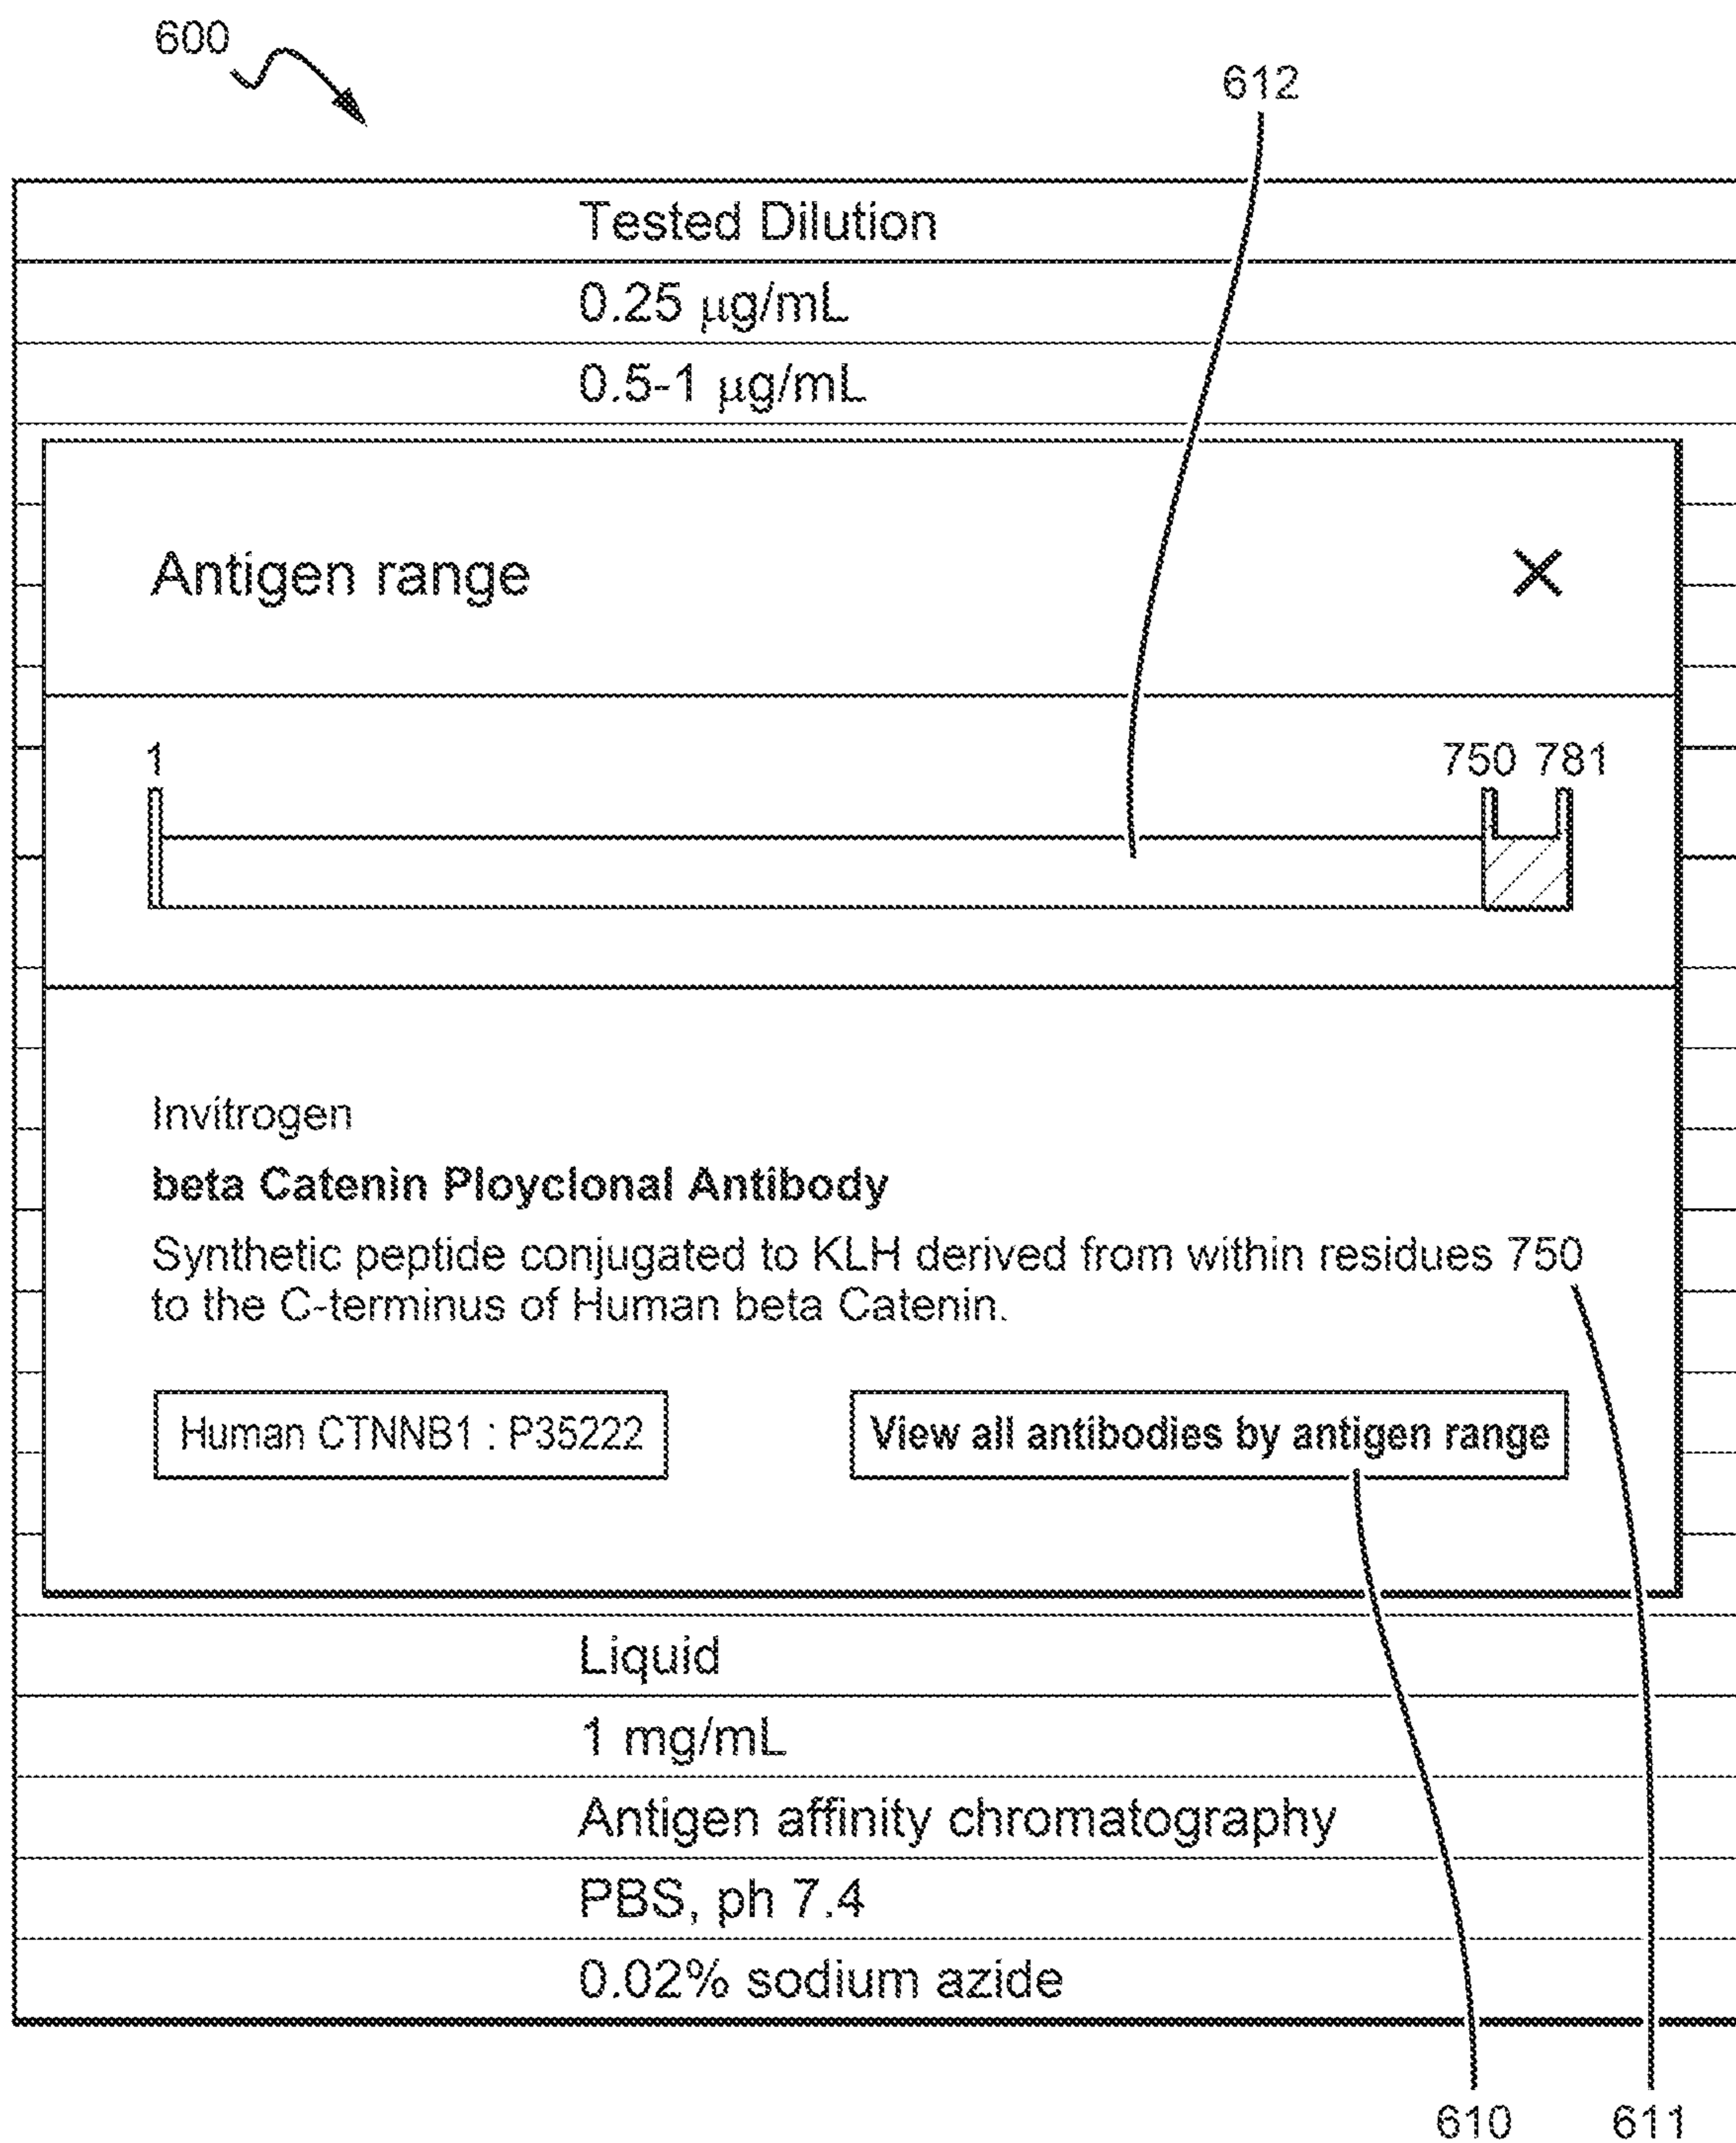 600
612
Tested Dilution
0.25 μg/mL
0.5-1 μg/mL
Antigen range
1
750 781
Invitrogen
beta Catenin Ployclonal Antibody
Synthetic peptide conjugated to KLH derived from within residues 750
to the C-terminus of Human beta Catenin.
Human CTNNB1 : P35222
View all antibodies by antigen range
Liquid
1 mg/mL
Antigen affinity chromatography
PBS, ph 7.4
0.02% sodium azide
610
611